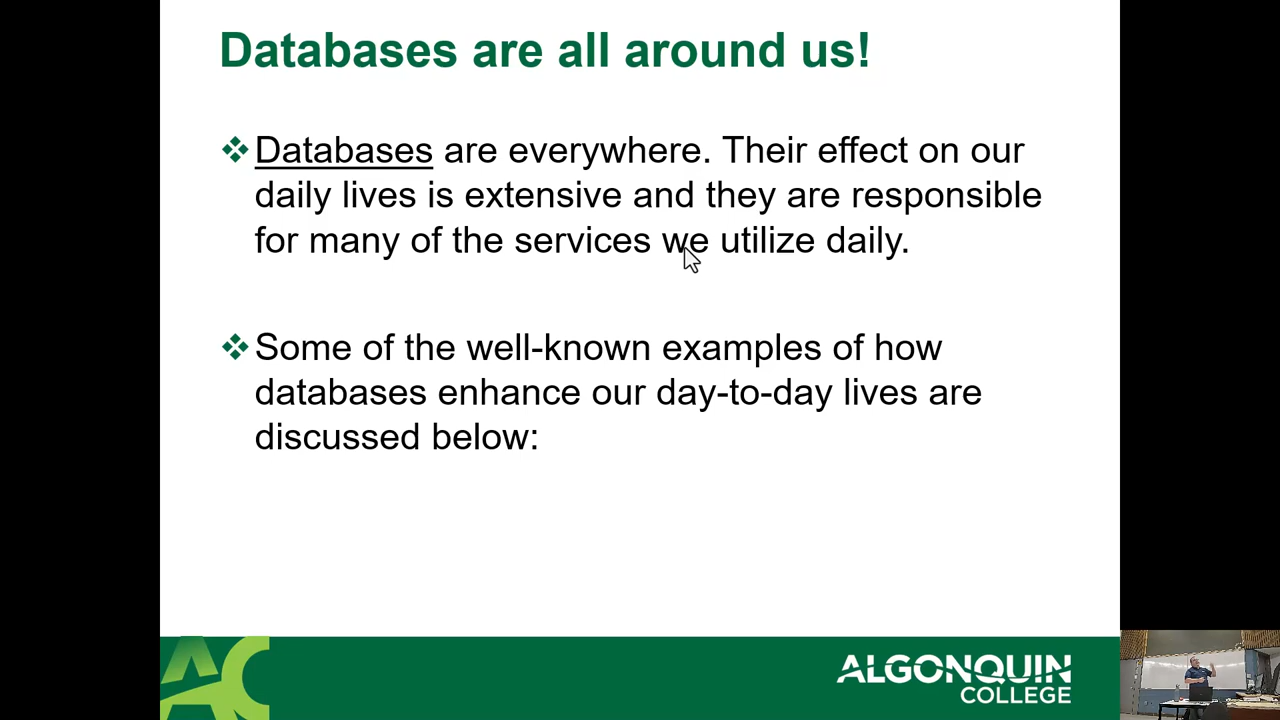 Databases are all around us!
Databases are everywhere. Their effect on our
daily lives is extensive and they are responsible
for many of the services we utilize daily.
Some of the well-known examples of how
databases enhance our day-to-day lives are
discussed below:
AC
ALGONQUIN
COLLEGE